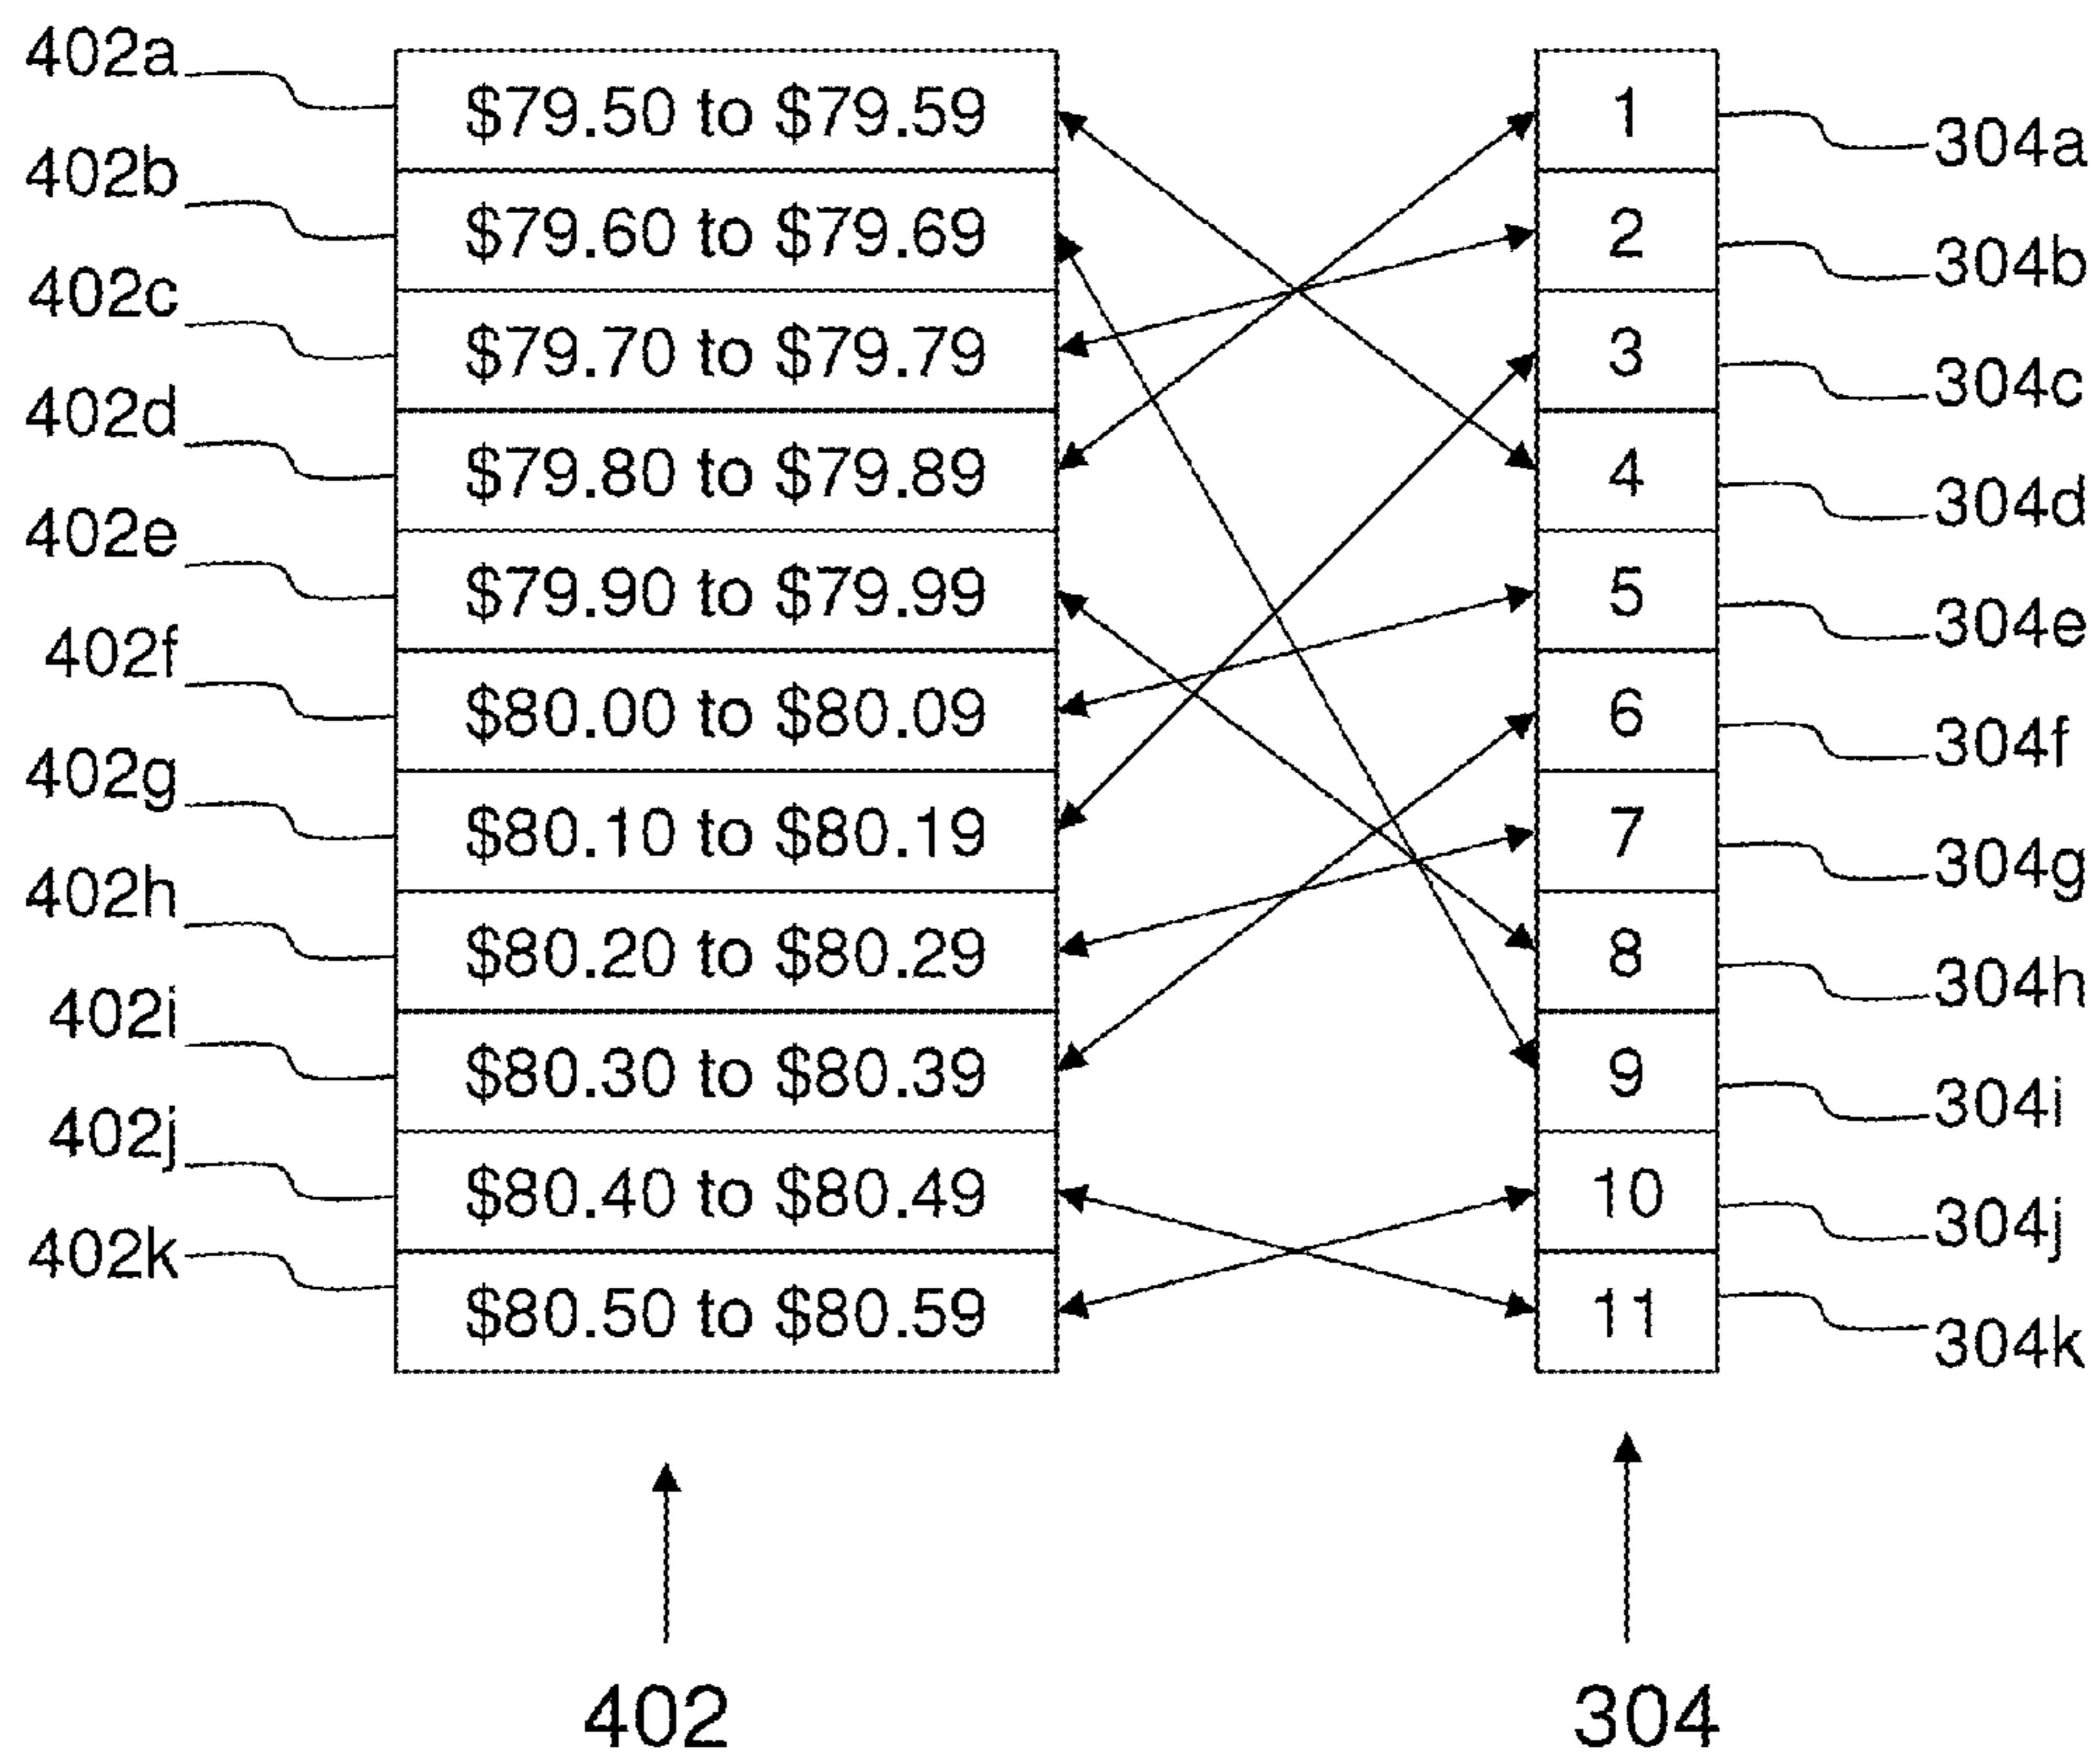 402a
$79.50 to $79.59
1
304a
402b
$79.60 to $79.69
2
304b
402c
$79.70 to $79.79
3
304c
402d
$79.80 to $79.89
4
304d
402e
$79.90 to $79.99
5
304e
402f
$80.00 to $80.09
6
304f
402g
$80.10 to $80.19
7
304g
402h
$80.20 to $80.29
8
304h
402i
$80.30 to $80.39
9
304i
402j
$80.40 to $80.49
10
304j
402k
$80.50 to $80.59
11
304k
402
304